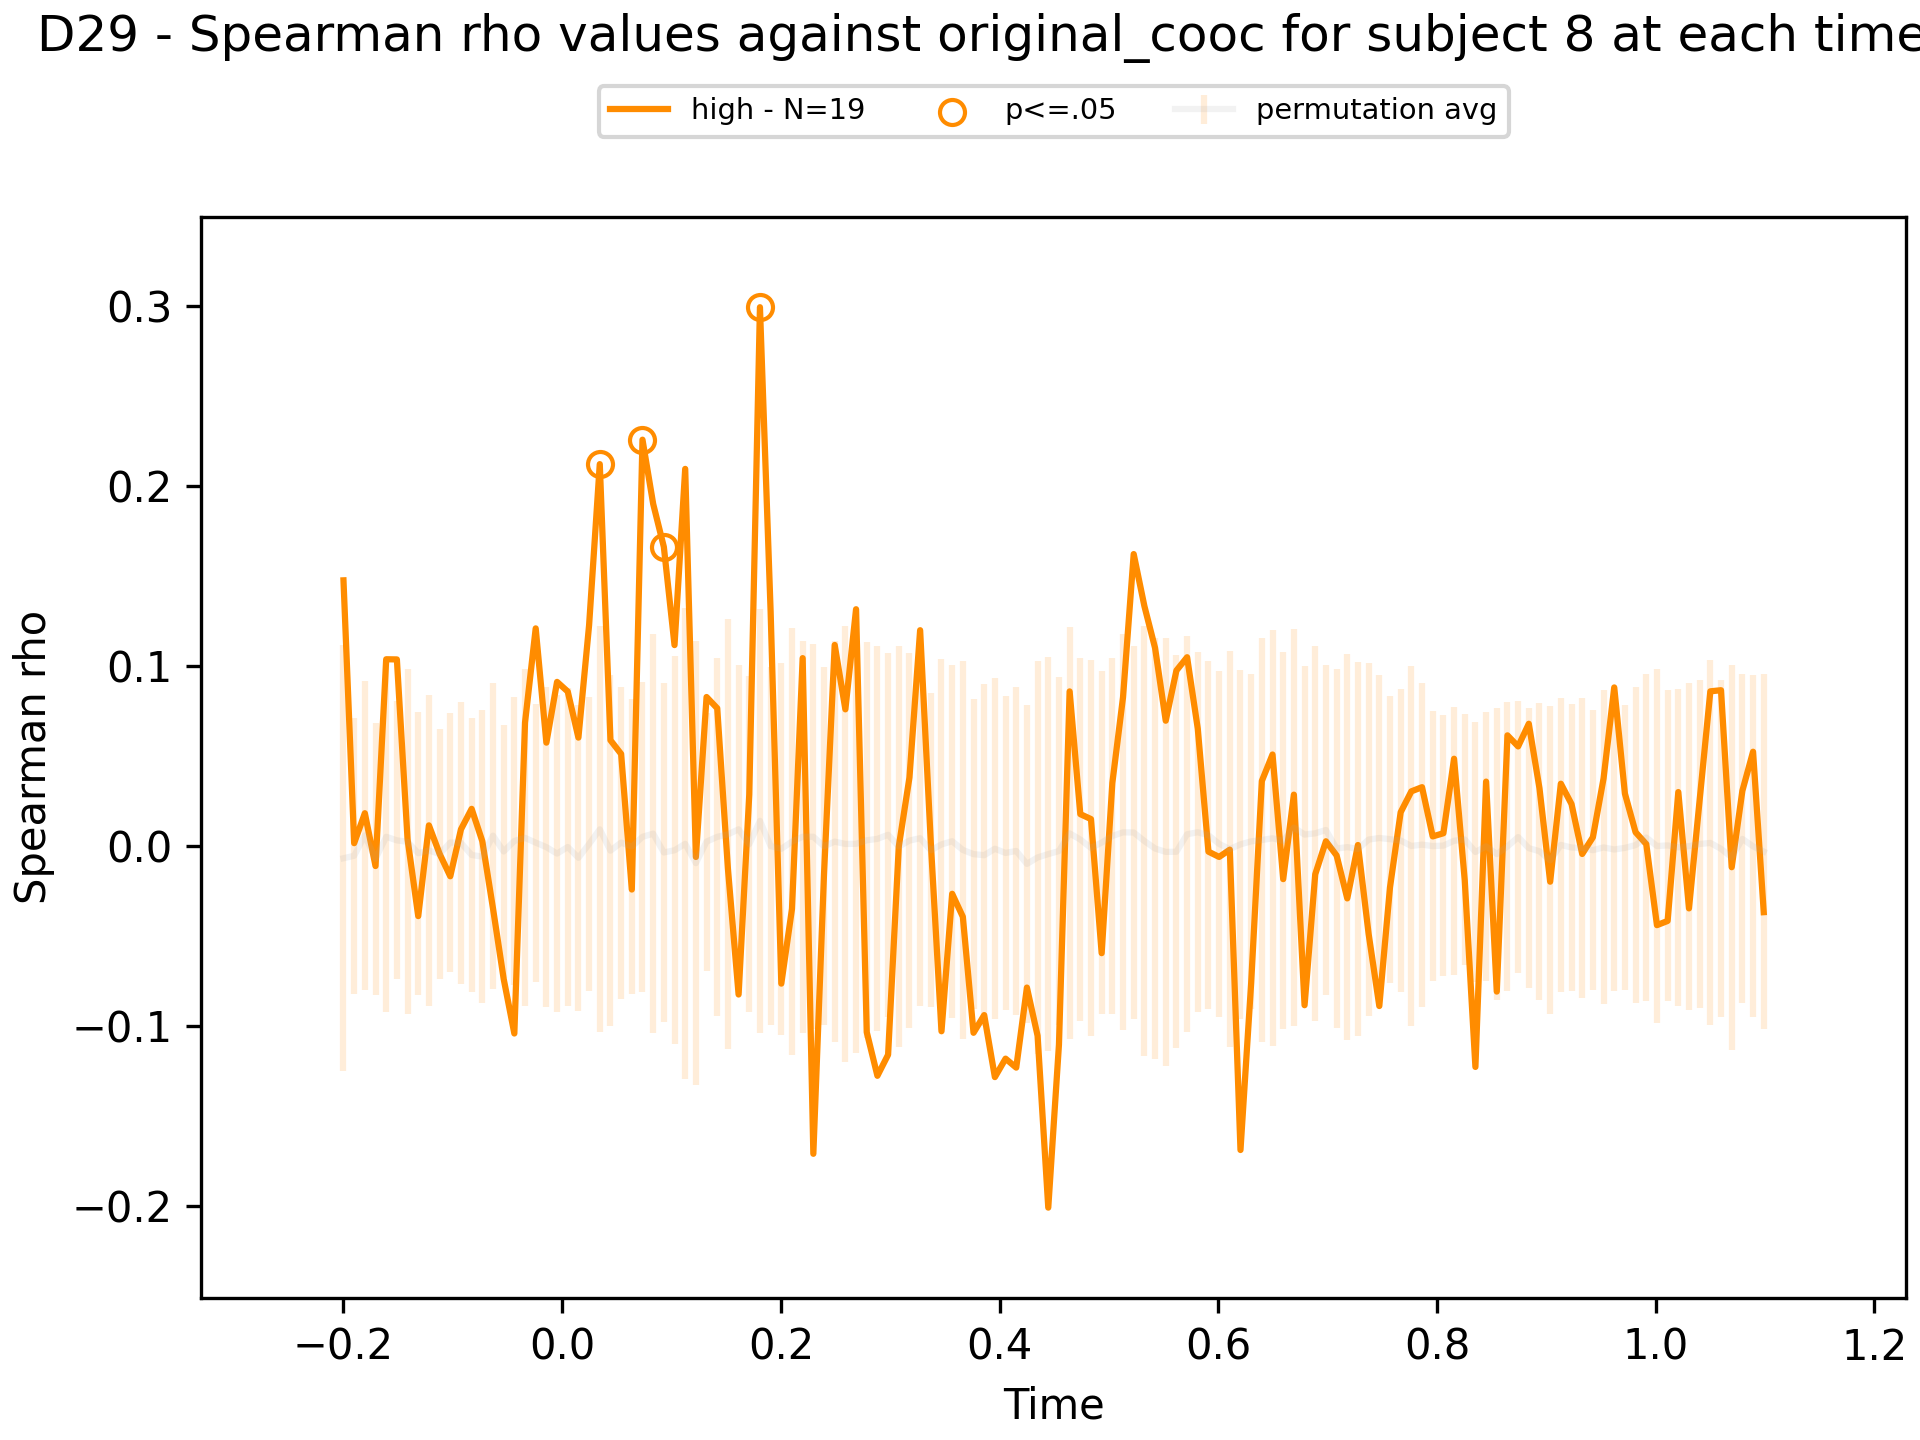 D29 - Spearman rho values against original_cooc for subject 8 at each time
high - N=19 p<=.05 permutation avg
0.3
0.2
0.1
0.0
−0.1
−0.2
Spearman rho
−0.2 0.0 0.2 0.4 0.6 0.8 1.0 1.2
Time